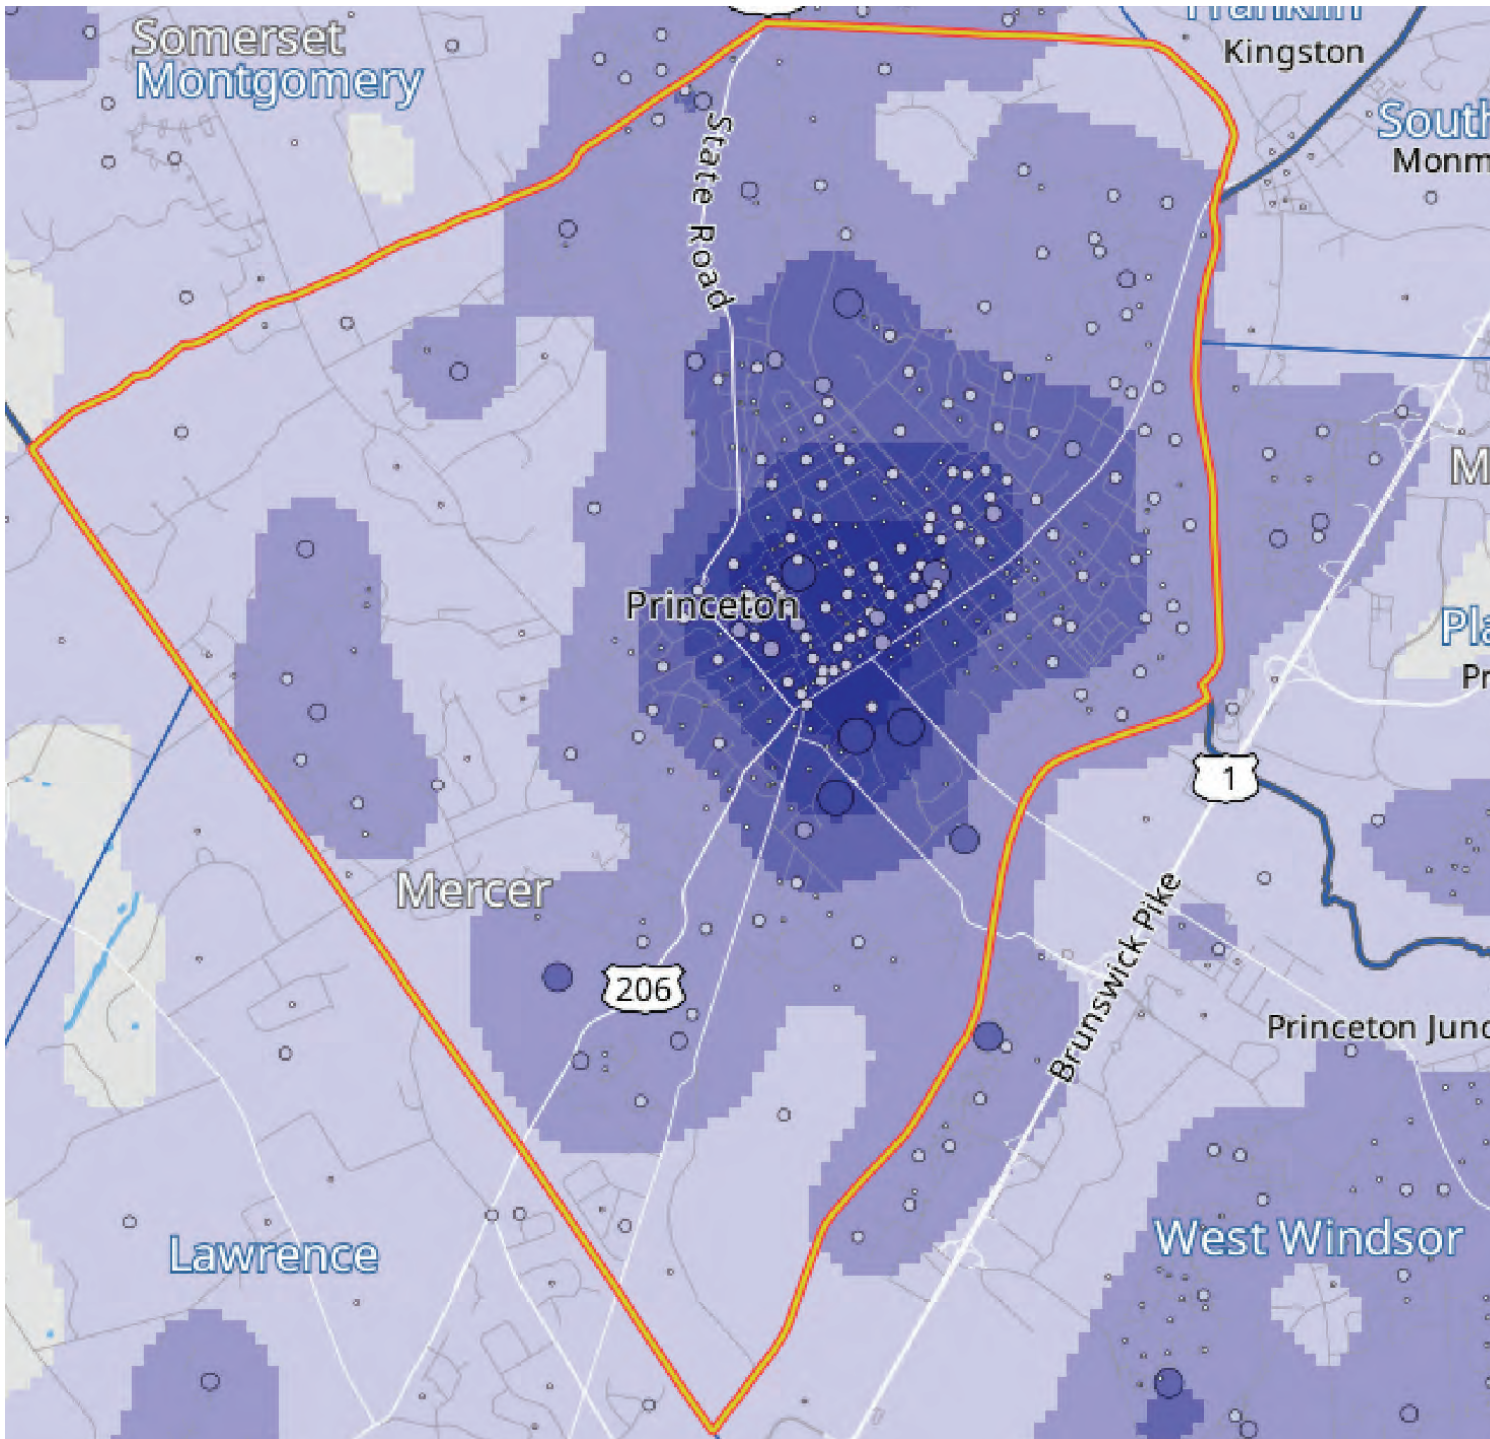 Franklin
Somerset
Montgomery
Kingston
South
Monm
State Road
M
Princeton
Pla
Pr
1
Mercer
206
Brunswick Pike
Princeton Junc
Lawrence
West Windsor